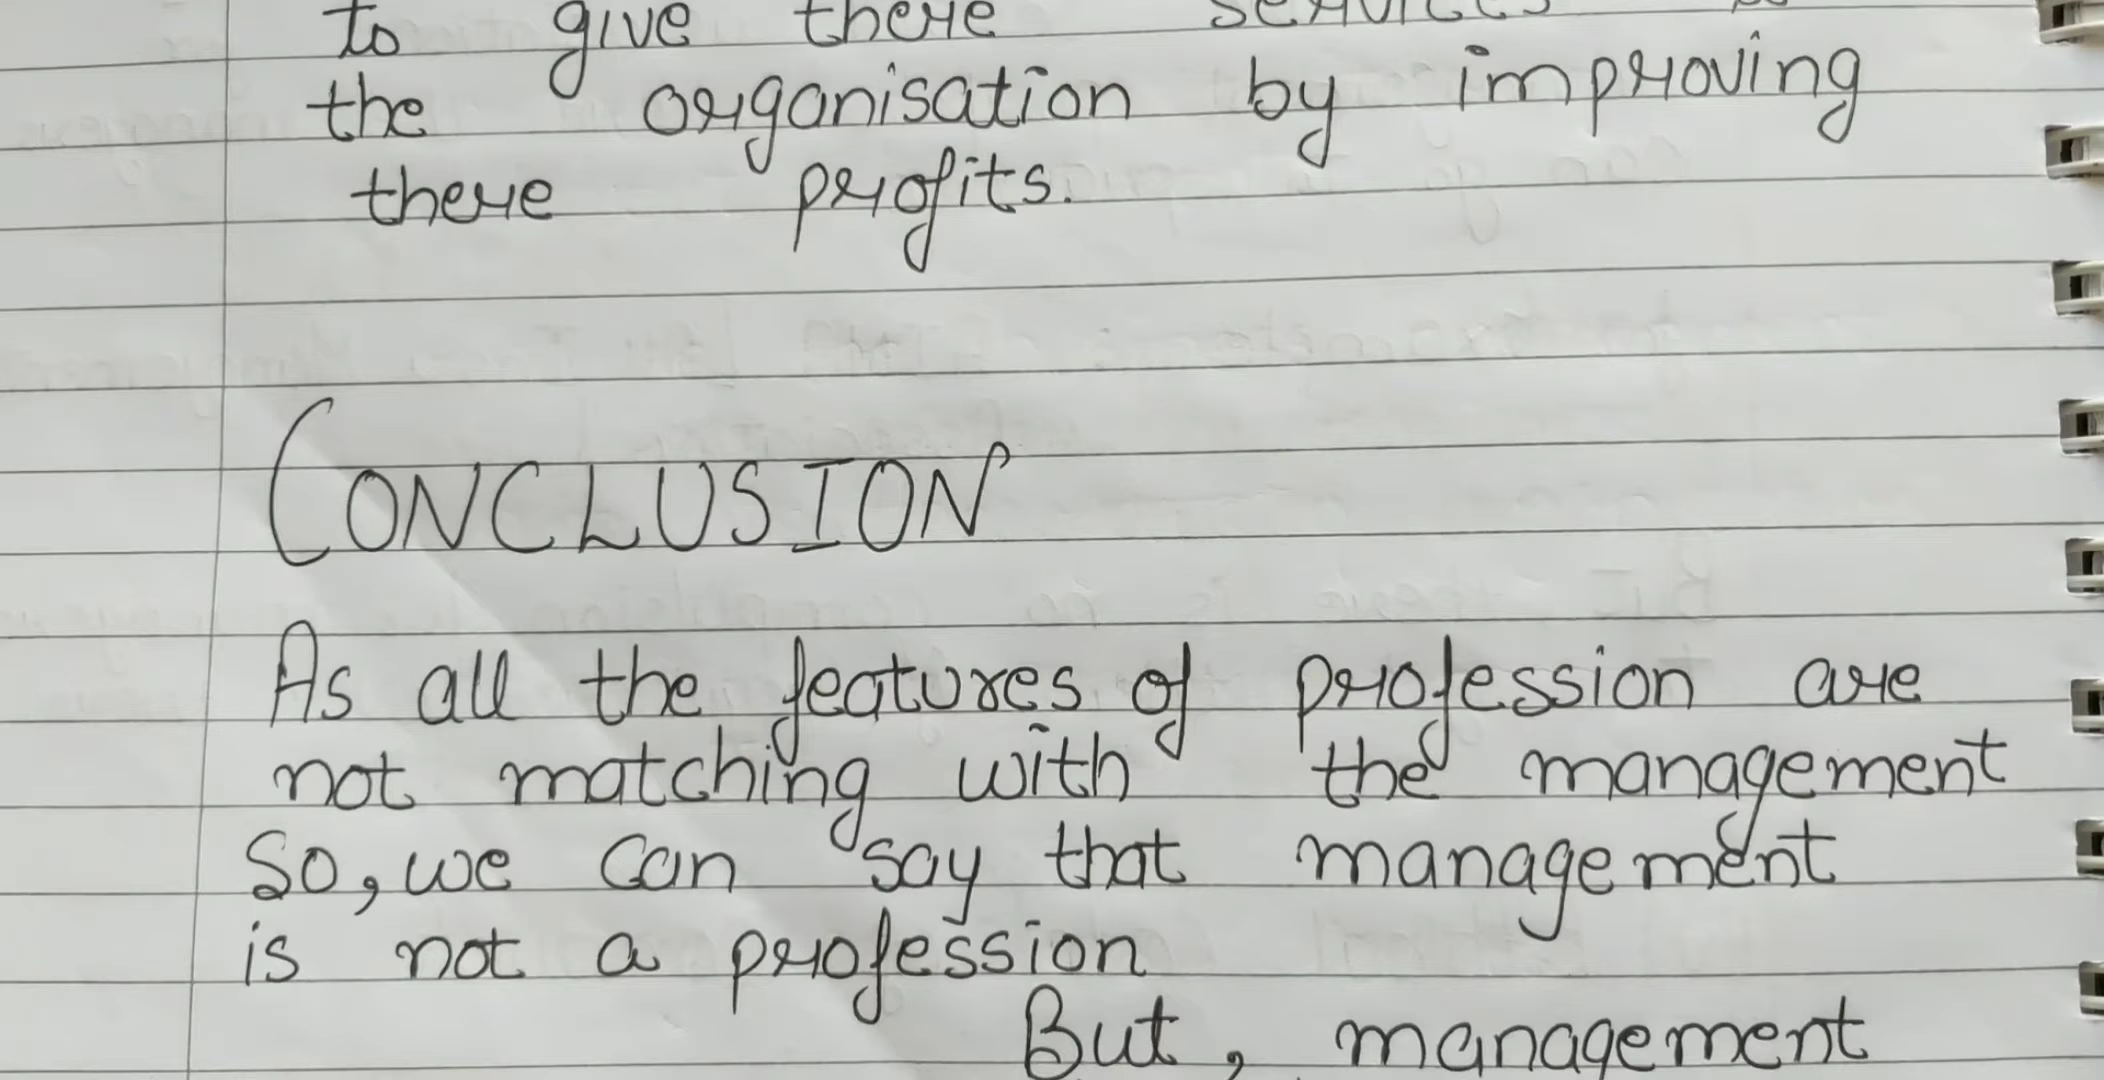 to give there services
the organisation by improving
there profits.
CONCLUSION
As all the features of profession are
not matching with the management
So, we can say that management
is not a profession
But, management